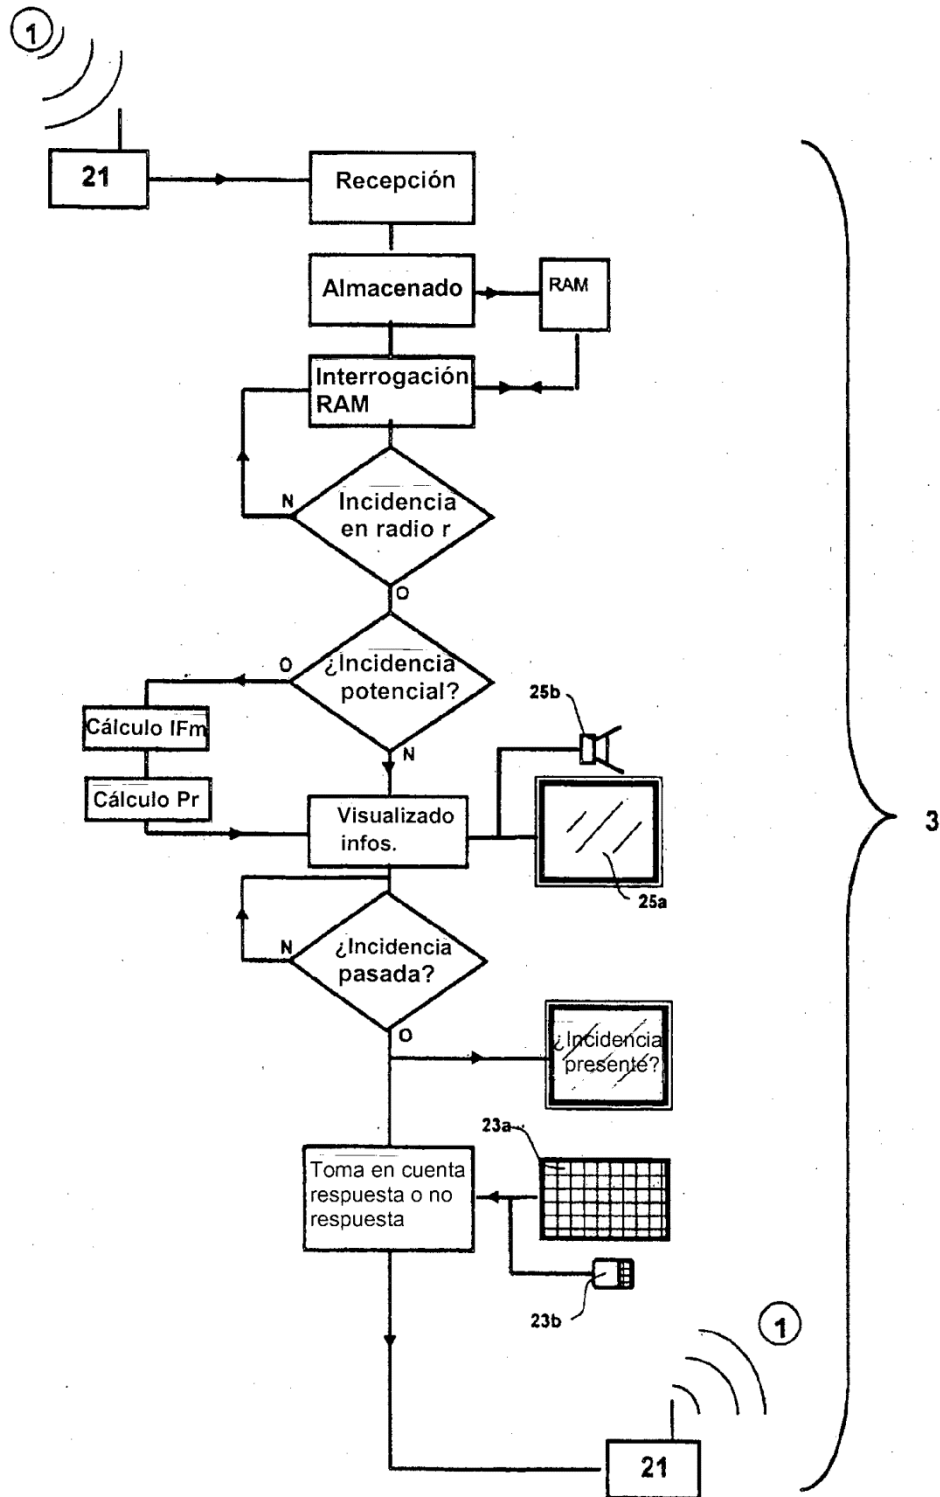 1
21
Recepción
Almacenado
RAM
Interrogación
RAM
N
Incidencia
en radio r
O
O
¿Incidencia
potencial?
N
25b
Cálculo IFm
Cálculo Pr
Visualizado
infos.
3
25a
N
¿Incidencia
pasada?
O
¿Incidencia
presente?
23a
Toma en cuenta
respuesta o no
respuesta
23b
1
21